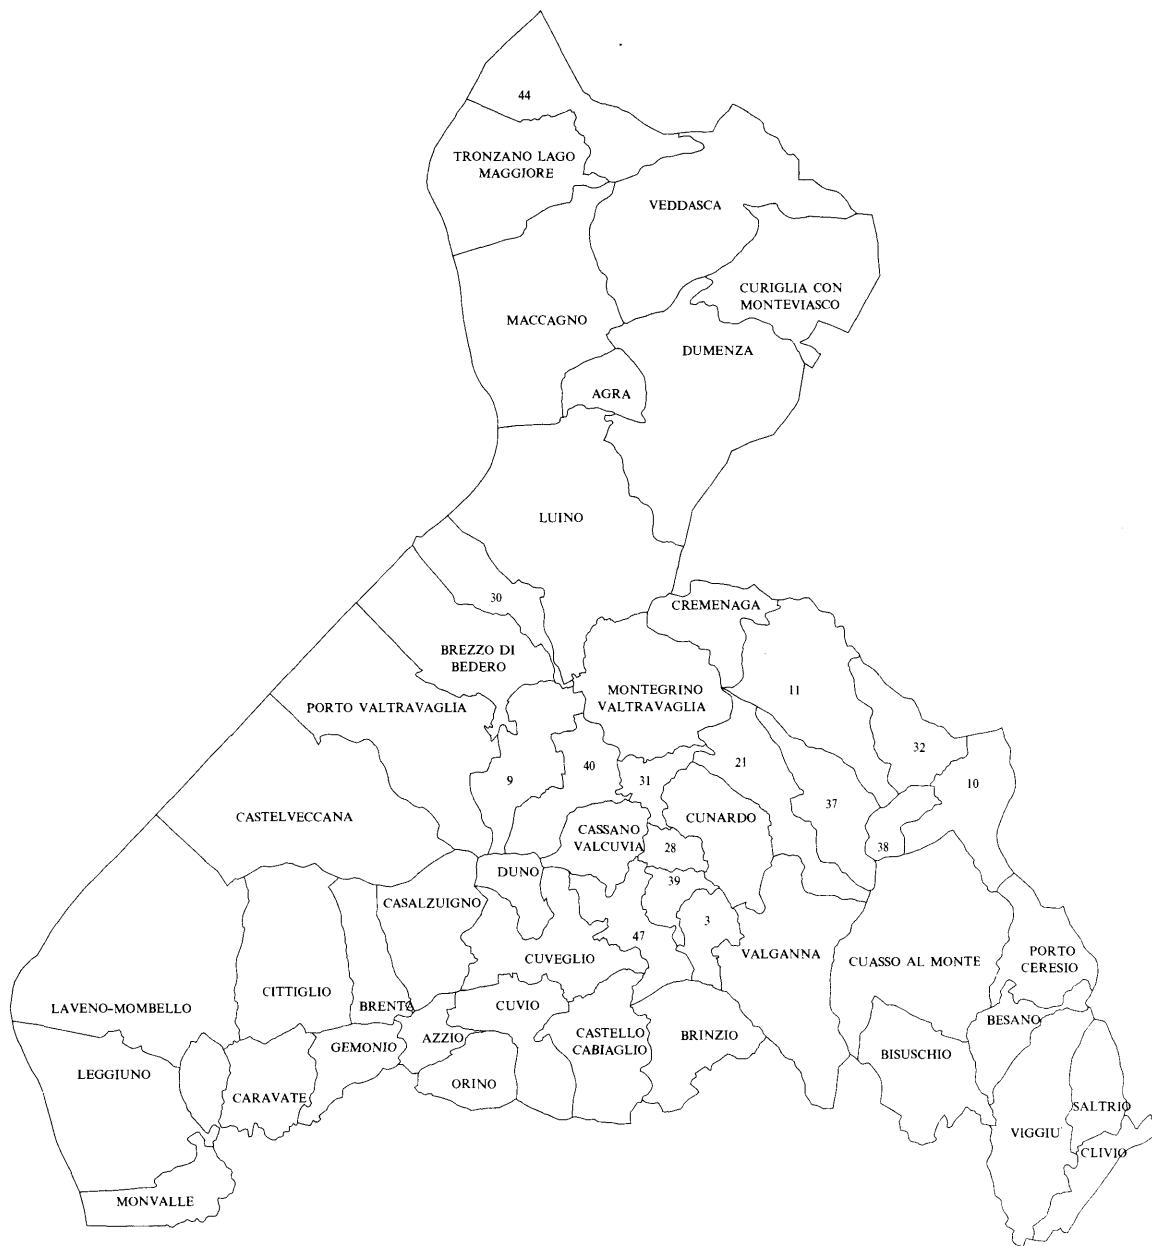 44
TRONZANO LAGO
MAGGIORE
VEDDASCA
CURIGLIA CON
MONTEVIASCO
MACCAGNO
DUMENZA
AGRA
LUINO
30
CREMENAGA
BREZZO DI
BEDERO
MONTEGRINO
VALTRAVAGLIA
11
PORTO VALTRAVAGLIA
32
9
40
31
21
10
37
CASTELVECCANA
CASSANO
VALCUVIA
CUNARDO
28
38
DUNO
39
CASALZUIGNO
3
47
CUVEGLIO
VALGANNA
CUASSO AL MONTE
PORTO
CERESIO
LAVENO-MOMBELLO
CITTIGLIO
BRENTA
CUVIO
BESANO
AZZIO
CASTELLO
CABIAGLIO
BRINZIO
GEMONIO
BISUSCHIO
LEGGIUNO
ORINO
CARAVATE
SALTRIO
VIGGIU'
CLIVIO
MONVALLE